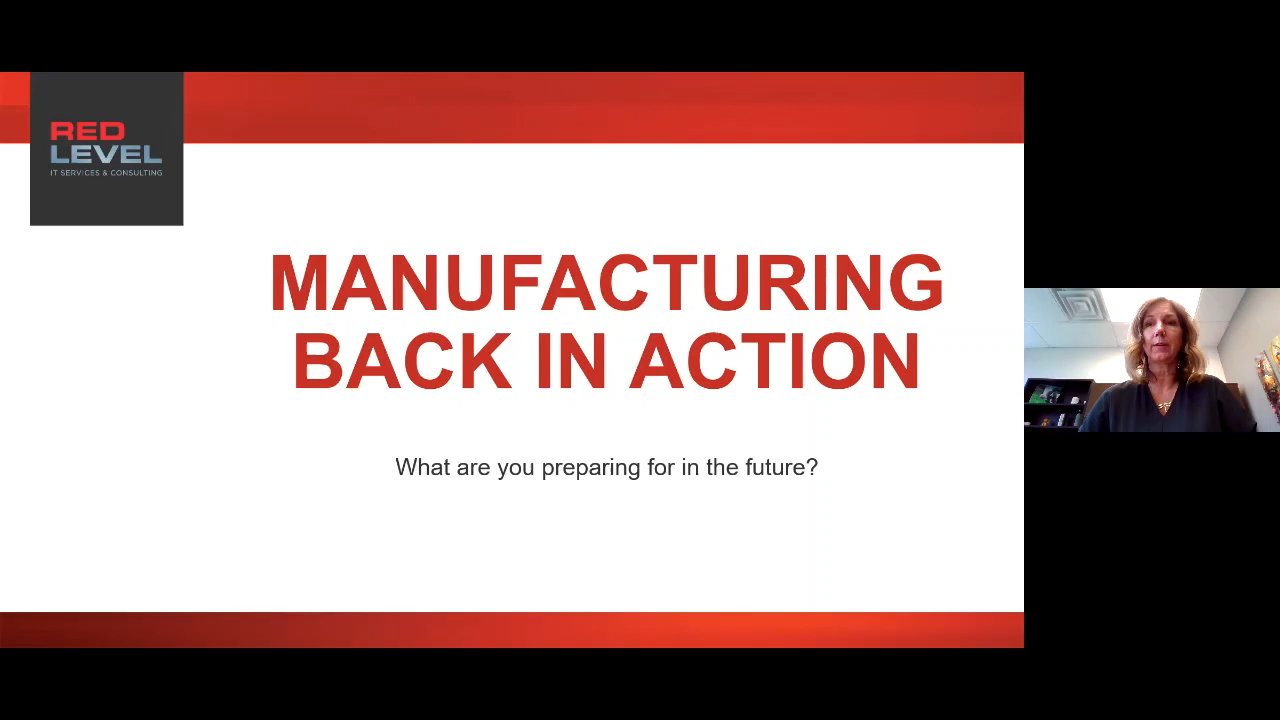 RED
LEVEL
IT SERVICES & CONSULTING
MANUFACTURING
BACK IN ACTION
What are you preparing for in the future?